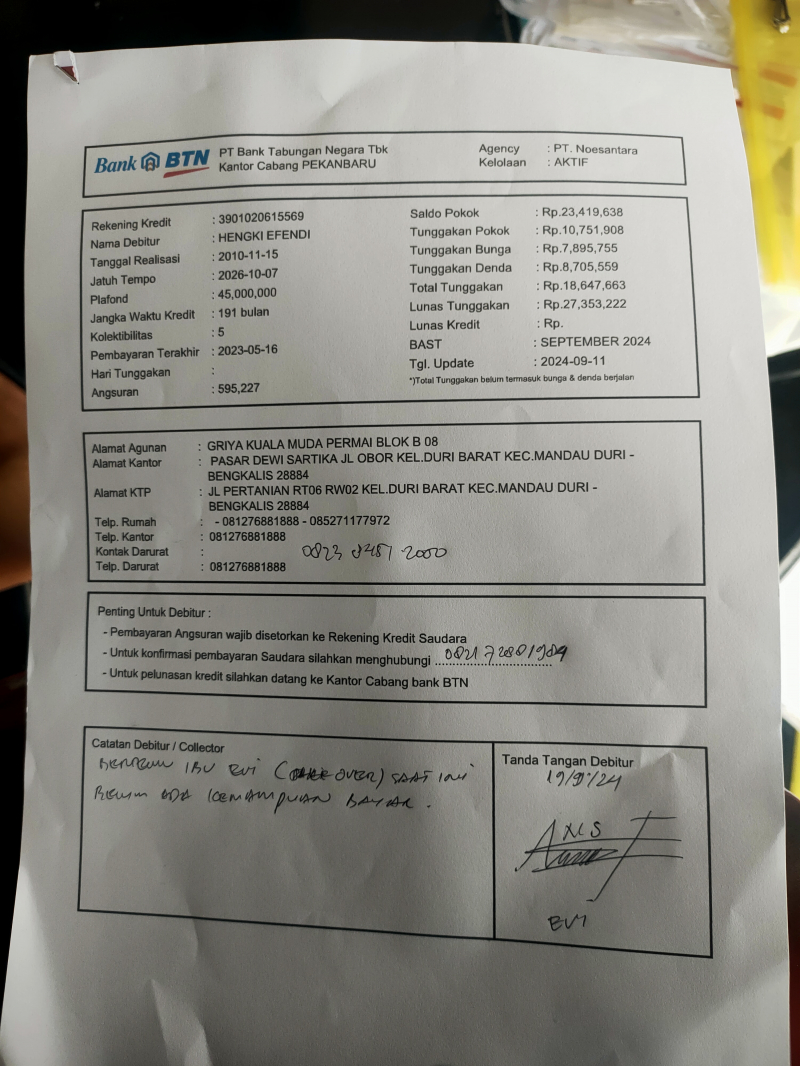 Bank BTN
PT Bank Tabungan Negara Tbk
Kantor Cabang PEKANBARU
Agency : PT. Noesantara
Kelolaan : AKTIF
Rekening Kredit : 3901020615569
Nama Debitur : HENGKI EFENDI
Tanggal Realisasi : 2010-11-15
Jatuh Tempo : 2026-10-07
Plafond : 45,000,000
Jangka Waktu Kredit : 191 bulan
Kolektibilitas : 5
Pembayaran Terakhir : 2023-05-16
Hari Tunggakan :
Angsuran : 595,227
Saldo Pokok : Rp.23,419,638
Tunggakan Pokok : Rp.10,751,908
Tunggakan Bunga : Rp.7,895,755
Tunggakan Denda : Rp.8,705,559
Total Tunggakan : Rp.18,647,663
Lunas Tunggakan : Rp.27,353,222
Lunas Kredit : Rp.
BAST : SEPTEMBER 2024
Tgl. Update : 2024-09-11
*)Total Tunggakan belum termasuk bunga & denda berjalan
Alamat Agunan : GRIYA KUALA MUDA PERMAI BLOK B 08
Alamat Kantor : PASAR DEWI SARTIKA JL OBOR KEL.DURI BARAT KEC.MANDAU DURI -
BENGKALIS 28884
Alamat KTP : JL PERTANIAN RT06 RW02 KEL.DURI BARAT KEC.MANDAU DURI -
BENGKALIS 28884
Telp. Rumah : - 081276881888 - 085271177972
Telp. Kantor : 081276881888
Kontak Darurat :
Telp. Darurat : 081276881888
Penting Untuk Debitur :
- Pembayaran Angsuran wajib disetorkan ke Rekening Kredit Saudara
- Untuk konfirmasi pembayaran Saudara silahkan menghubungi
- Untuk pelunasan kredit silahkan datang ke Kantor Cabang bank BTN
Catatan Debitur / Collector
IBU EVI ( OVER) SAAT INI
BELUM ADA KEMAMPUAN BAYAR.
Tanda Tangan Debitur
19/9/24
EVI